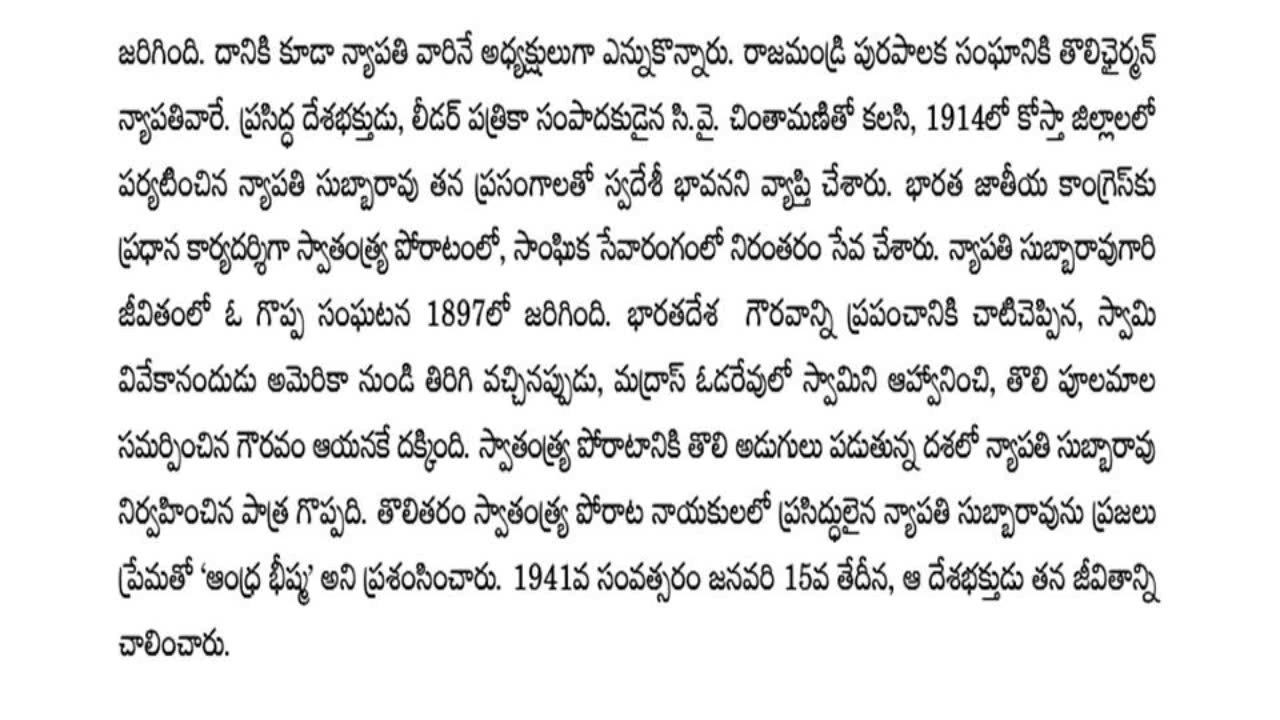 జరిగింది. దానికి కూడా న్యాపతి వారినే అధ్యక్షులుగా ఎన్నుకొన్నారు. రాజమండ్రి పురపాలక సంఘానికి తొలిఛైర్మన్
న్యాపతివారే. ప్రసిద్ధ దేశభక్తుడు, లీడర్ పత్రికా సంపాదకుడైన సి.వై. చింతామణితో కలసి, 1914లో కోస్తా జిల్లాలలో
పర్యటించిన న్యాపతి సుబ్బారావు తన ప్రసంగాలతో స్వదేశీ భావనని వ్యాప్తి చేశారు. భారత జాతీయ కాంగ్రెస్‌కు
ప్రధాన కార్యదర్శిగా స్వాతంత్ర్య పోరాటంలో, సాంఘిక సేవారంగంలో నిరంతరం సేవ చేశారు. న్యాపతి సుబ్బారావుగారి
జీవితంలో ఓ గొప్ప సంఘటన 1897లో జరిగింది. భారతదేశ గౌరవాన్ని ప్రపంచానికి చాటిచెప్పిన, స్వామి
వివేకానందుడు అమెరికా నుండి తిరిగి వచ్చినప్పుడు, మద్రాస్ ఓడరేవులో స్వామిని ఆహ్వానించి, తొలి పూలమాల
సమర్పించిన గౌరవం ఆయనకే దక్కింది. స్వాతంత్ర్య పోరాటానికి తొలి అడుగులు పడుతున్న దశలో న్యాపతి సుబ్బారావు
నిర్వహించిన పాత్ర గొప్పది. తొలితరం స్వాతంత్ర్య పోరాట నాయకులలో ప్రసిద్ధులైన న్యాపతి సుబ్బారావును ప్రజలు
ప్రేమతో ‘ఆంధ్ర భీష్మ’ అని ప్రశంసించారు. 1941వ సంవత్సరం జనవరి 15వ తేదీన, ఆ దేశభక్తుడు తన జీవితాన్ని
చాలించారు.